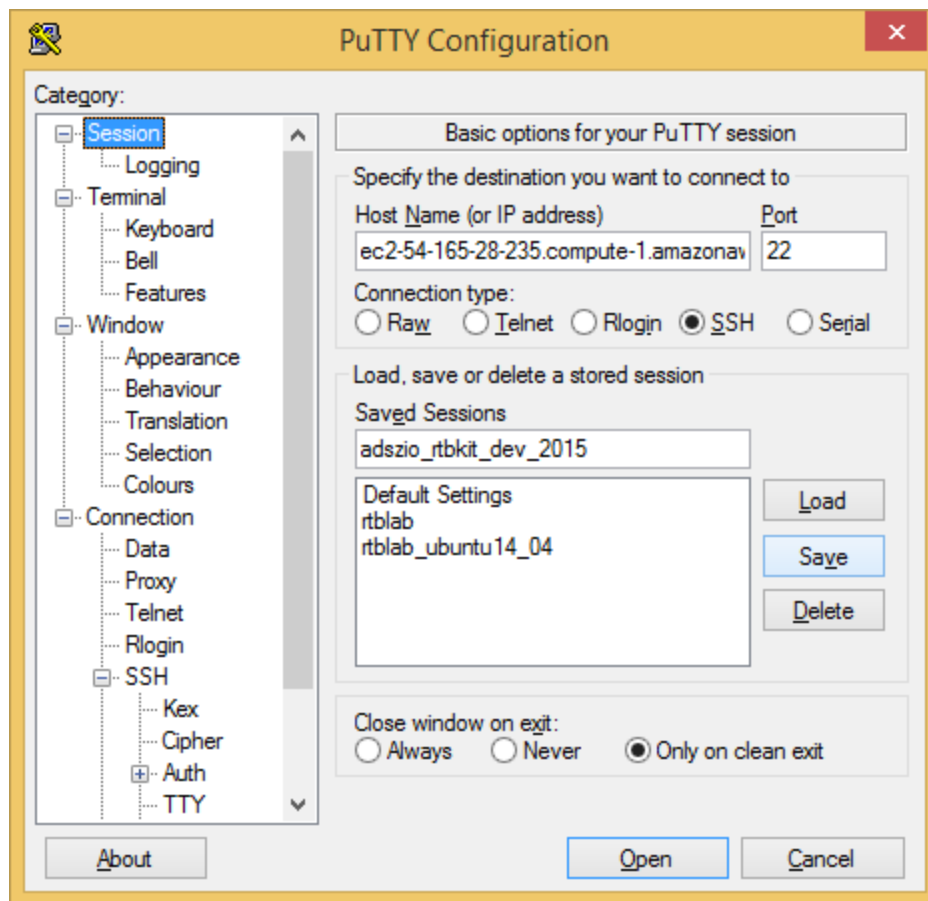 PuTTY Configuration
×
Category:
Session
Logging
Terminal
Keyboard
Bell
Features
Window
Appearance
Behaviour
Translation
Selection
Colours
Connection
Data
Proxy
Telnet
Rlogin
SSH
Kex
Cipher
Auth
TTY
Basic options for your PuTTY session
Specify the destination you want to connect to
Host Name (or IP address) Port
ec2-54-165-28-235.compute-1.amazonav 22
Connection type:
Raw Telnet Rlogin SSH Serial
Load, save or delete a stored session
Saved Sessions
adszio_rtbkit_dev_2015
Default Settings
rtblab
rtblab_ubuntu14_04
Load
Save
Delete
Close window on exit:
Always Never Only on clean exit
About Open Cancel